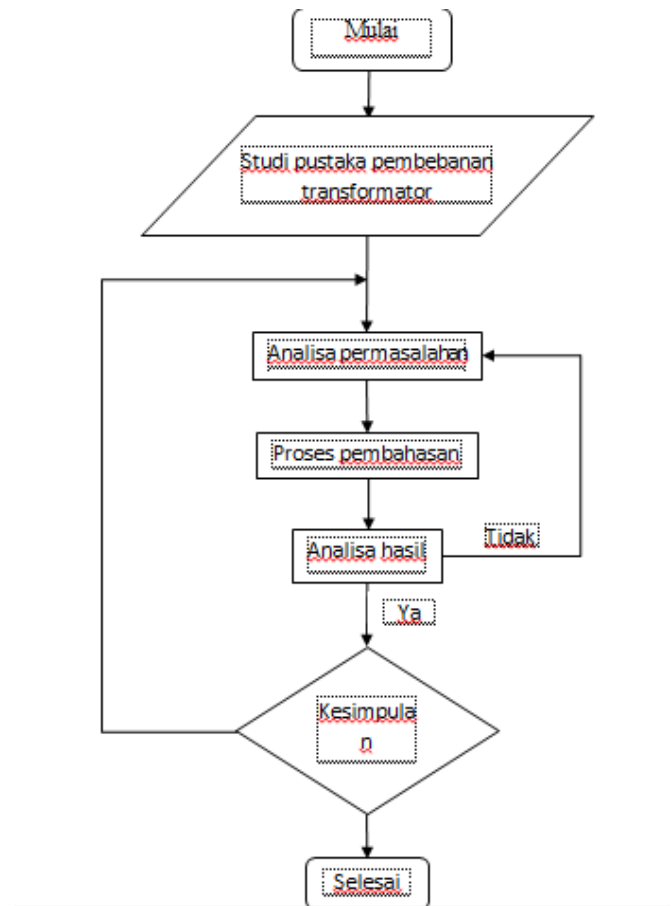 Mulai
Studi pustaka pembebanan
transformator
Analisa permasalahan
Proses pembahasan
Analisa hasil
Tidak
Ya
Kesimpula
n
Selesai